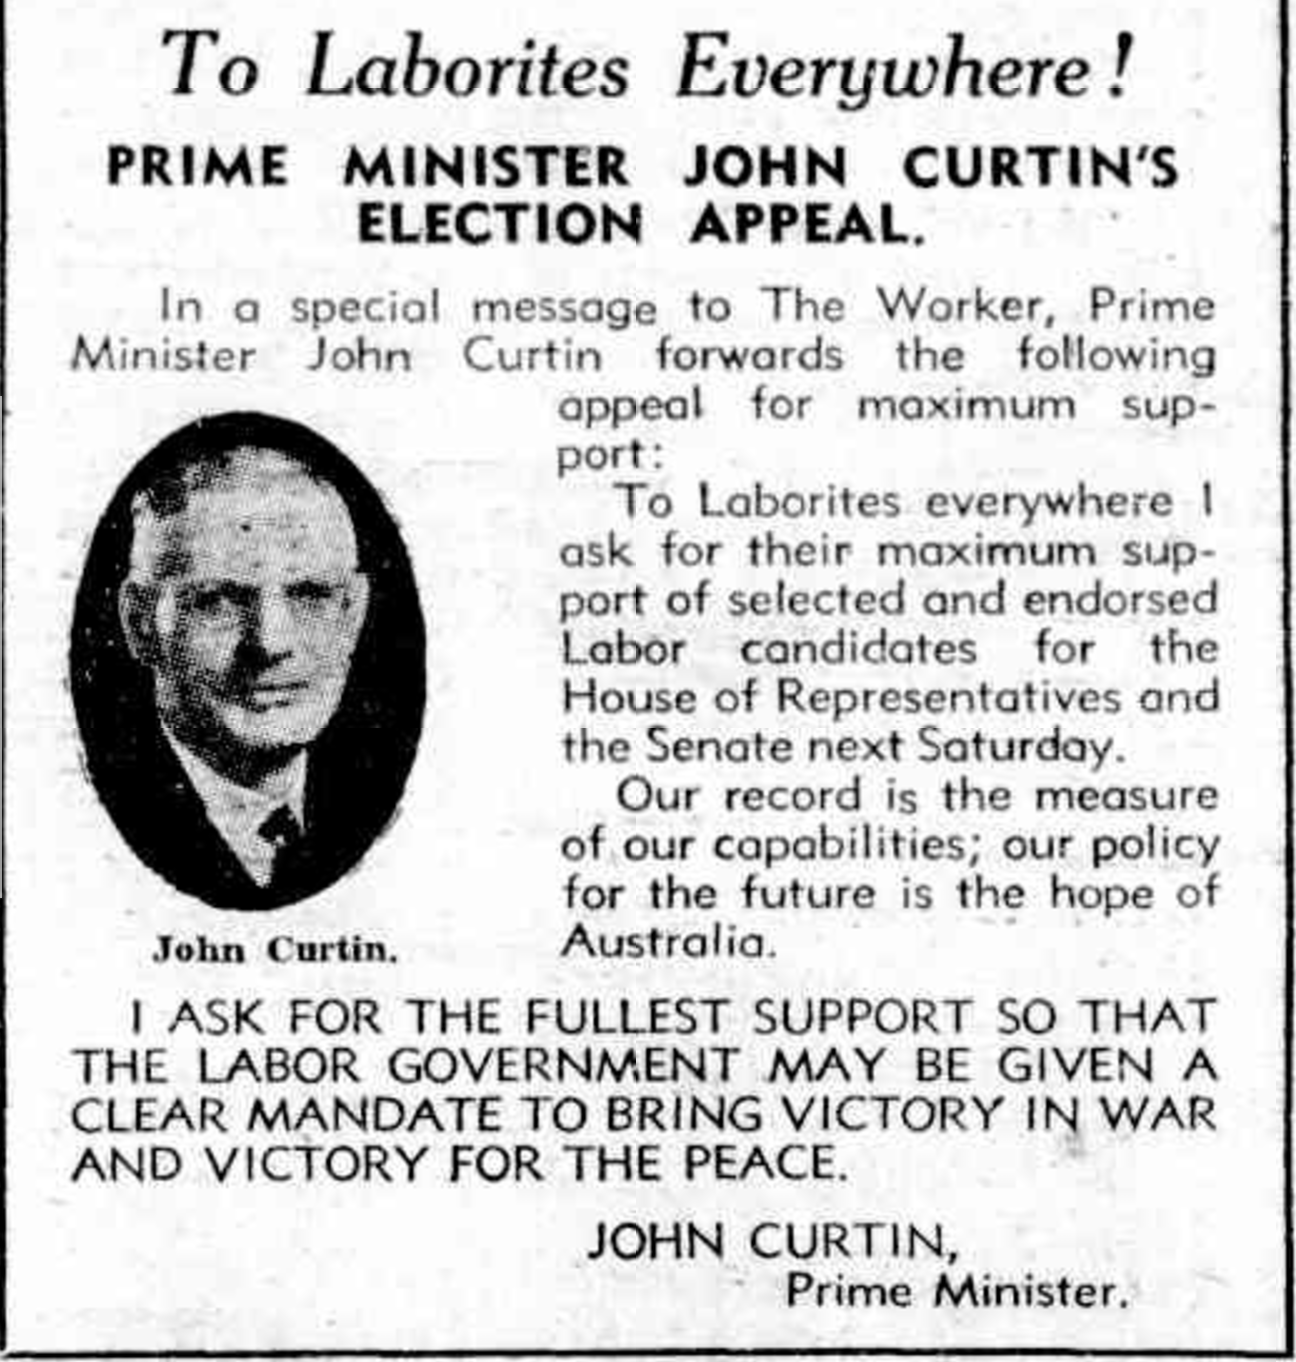 To Laborites Everywhere!
PRIME MINISTER JOHN CURTIN'S
ELECTION APPEAL.
In a special message to The Worker, Prime
Minister John Curtin forwards the following
appeal for maximum sup-
port:
To Laborites everywhere I
ask for their maximum sup-
port of selected and endorsed
Labor candidates for the
House of Representatives and
the Senate next Saturday.
Our record is the measure
of our capabilities; our policy
for the future is the hope of
Australia.
John Curtin.
I ASK FOR THE FULLEST SUPPORT SO THAT
THE LABOR GOVERNMENT MAY BE GIVEN A
CLEAR MANDATE TO BRING VICTORY IN WAR
AND VICTORY FOR THE PEACE.
JOHN CURTIN,
Prime Minister.